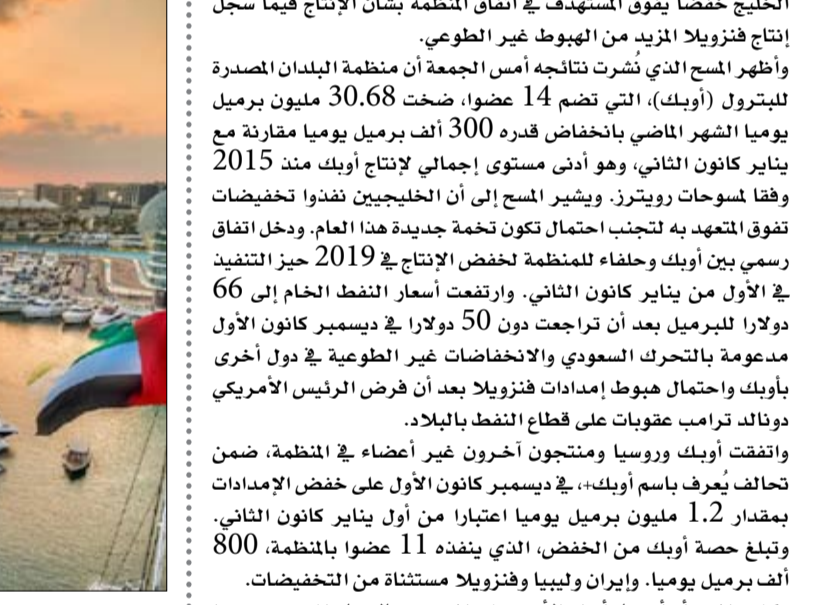 الخليج خفضا يفوق المستهدف في اتفاق المنظمة بشأن الإنتاج فيما سجل
إنتاج فنزويلا المزيد من الهبوط غير الطوعي.
وأظهر المسح الذي نُشرت نتائجه أمس الجمعة أن منظمة البلدان المصدرة
للبترول (أوبك)، التي تضم 14 عضوا، ضخت 30.68 مليون برميل
يوميا الشهر الماضي بانخفاض قدره 300 ألف برميل يوميا مقارنة مع
يناير كانون الثاني، وهو أدنى مستوى إجمالي لإنتاج أوبك منذ 2015
وفقا لمسوحات رويترز. ويشير المسح إلى أن الخليجيين نفذوا تخفيضات
تفوق المتعهد به لتجنب احتمال تكون تخمة جديدة هذا العام. ودخل اتفاق
رسمي بين أوبك وحلفاء للمنظمة لخفض الإنتاج في 2019 حيز التنفيذ
في الأول من يناير كانون الثاني. وارتفعت أسعار النفط الخام إلى 66
دولارا للبرميل بعد أن تراجعت دون 50 دولارا في ديسمبر كانون الأول
مدعومة بالتحرك السعودي والانخفاضات غير الطوعية في دول أخرى
بأوبك واحتمال هبوط إمدادات فنزويلا بعد أن فرض الرئيس الأمريكي
دونالد ترامب عقوبات على قطاع النفط بالبلاد.
واتفقت أوبك وروسيا ومنتجون آخرون غير أعضاء في المنظمة، ضمن
تحالف يُعرف باسم أوبك+، في ديسمبر كانون الأول على خفض الإمدادات
بمقدار 1.2 مليون برميل يوميا اعتبارا من أول يناير كانون الثاني.
وتبلغ حصة أوبك من الخفض، الذي ينفذه 11 عضوا بالمنظمة، 800
ألف برميل يوميا. وإيران وليبيا وفنزويلا مستثناة من التخفيضات.